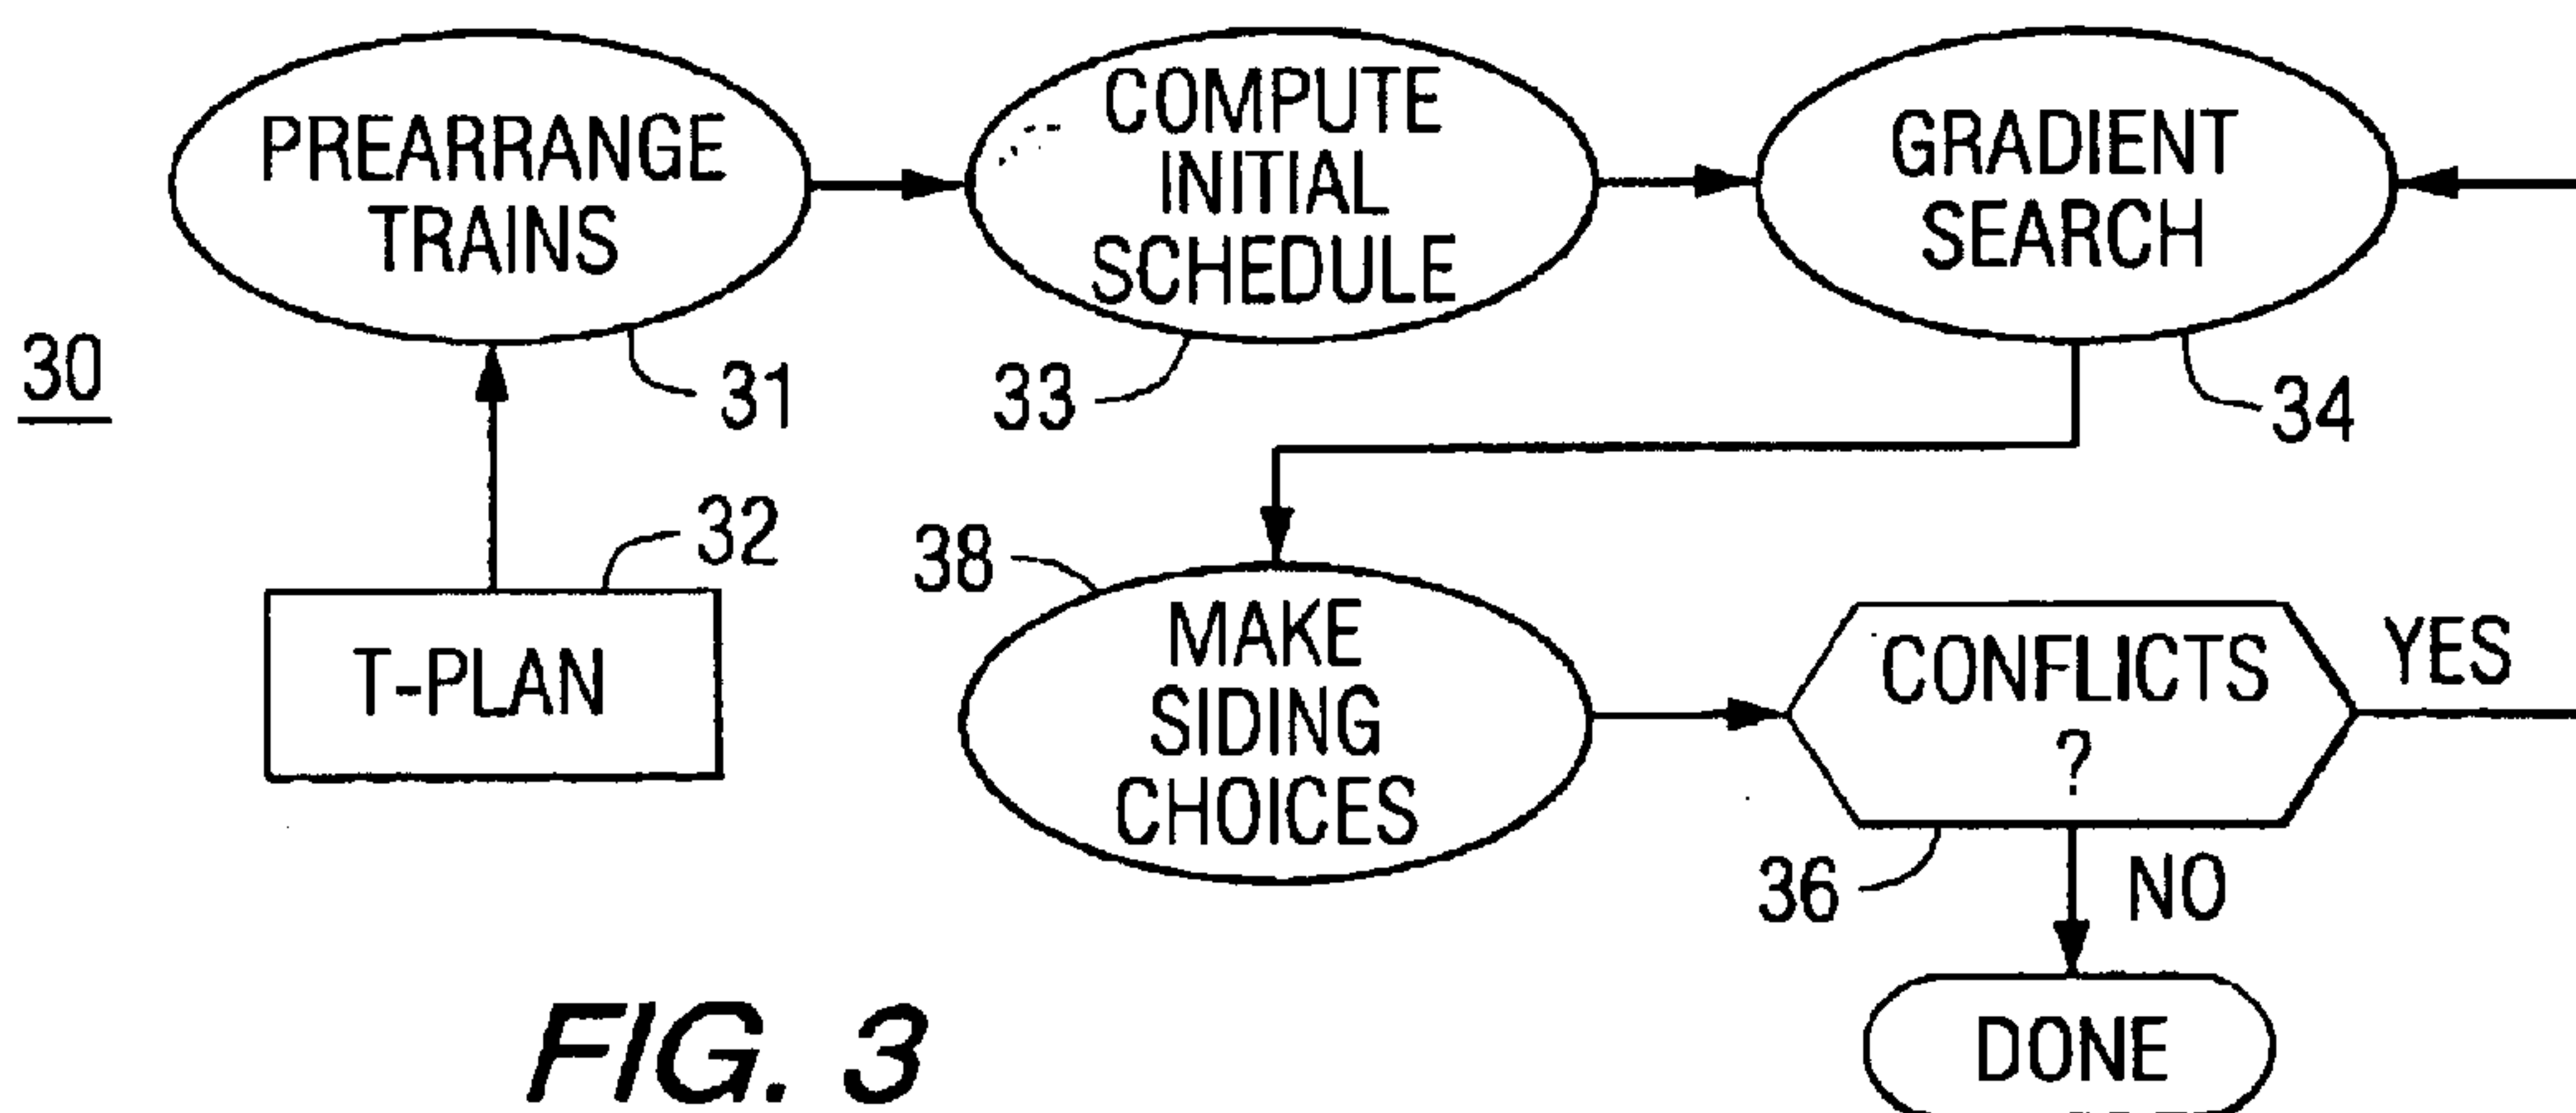 PREARRANGE
TRAINS
COMPUTE
INITIAL
SCHEDULE
GRADIENT
SEARCH
30
31
33
34
32
T-PLAN
38
MAKE
SIDING
CHOICES
CONFLICTS
?
YES
36
NO
DONE
FIG. 3